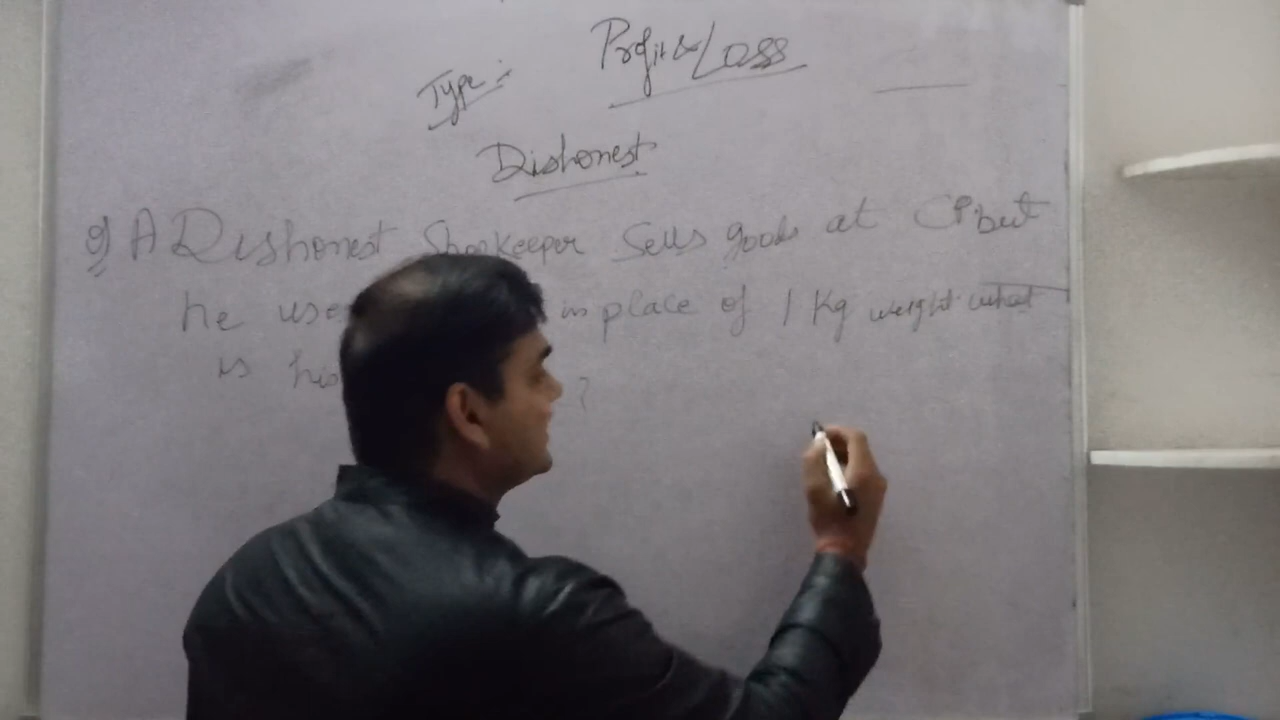 Profit & Loss
Type :-
Dishonest
Q) A Dishonest Shopkeeper Sells goods at CP but
he use in place of 1 Kg weight. what
is his ?